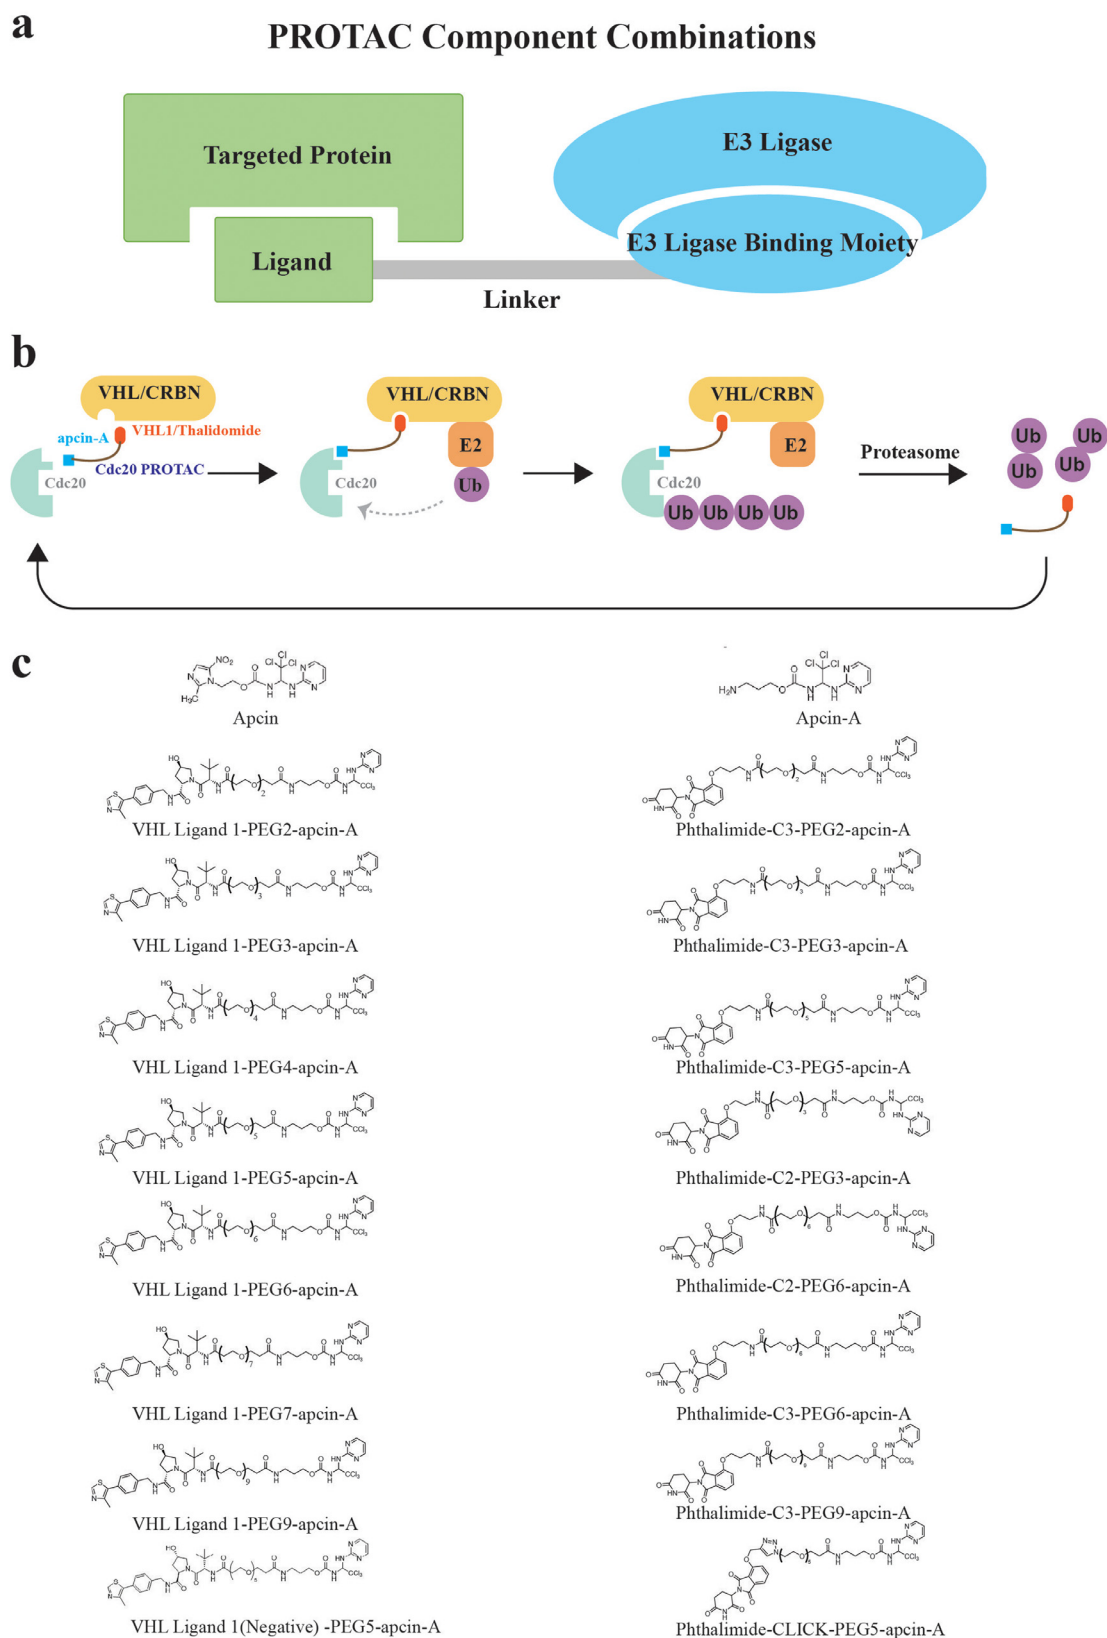 a
PROTAC Component Combinations
Targeted Protein
E3 Ligase
Ligand
E3 Ligase Binding Moiety
Linker
b
VHL/CRBN
apcin-A
VHL1/Thalidomide
Cdc20
Cdc20 PROTAC
VHL/CRBN
E2
Cdc20
Ub
VHL/CRBN
E2
Cdc20
Ub Ub Ub Ub
Proteasome
Ub
Ub
Ub
Ub
c
Apcin
Apcin-A
VHL Ligand 1-PEG2-apcin-A
Phthalimide-C3-PEG2-apcin-A
VHL Ligand 1-PEG3-apcin-A
Phthalimide-C3-PEG3-apcin-A
VHL Ligand 1-PEG4-apcin-A
Phthalimide-C3-PEG5-apcin-A
VHL Ligand 1-PEG5-apcin-A
Phthalimide-C2-PEG3-apcin-A
VHL Ligand 1-PEG6-apcin-A
Phthalimide-C2-PEG6-apcin-A
VHL Ligand 1-PEG7-apcin-A
Phthalimide-C3-PEG6-apcin-A
VHL Ligand 1-PEG9-apcin-A
Phthalimide-C3-PEG9-apcin-A
VHL Ligand 1(Negative) -PEG5-apcin-A
Phthalimide-CLICK-PEG5-apcin-A